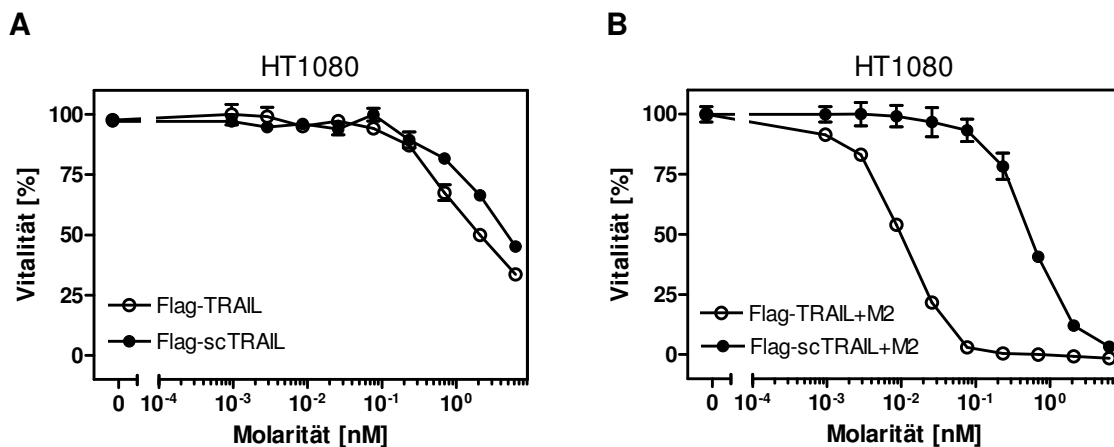 A
HT1080
Vitalität [%]
100
75
50
25
0
Flag-TRAIL
Flag-scTRAIL
0 10⁻⁴ 10⁻³ 10⁻² 10⁻¹ 10⁰
Molarität [nM]
B
HT1080
Vitalität [%]
100
75
50
25
0
Flag-TRAIL+M2
Flag-scTRAIL+M2
0 10⁻⁴ 10⁻³ 10⁻² 10⁻¹ 10⁰
Molarität [nM]